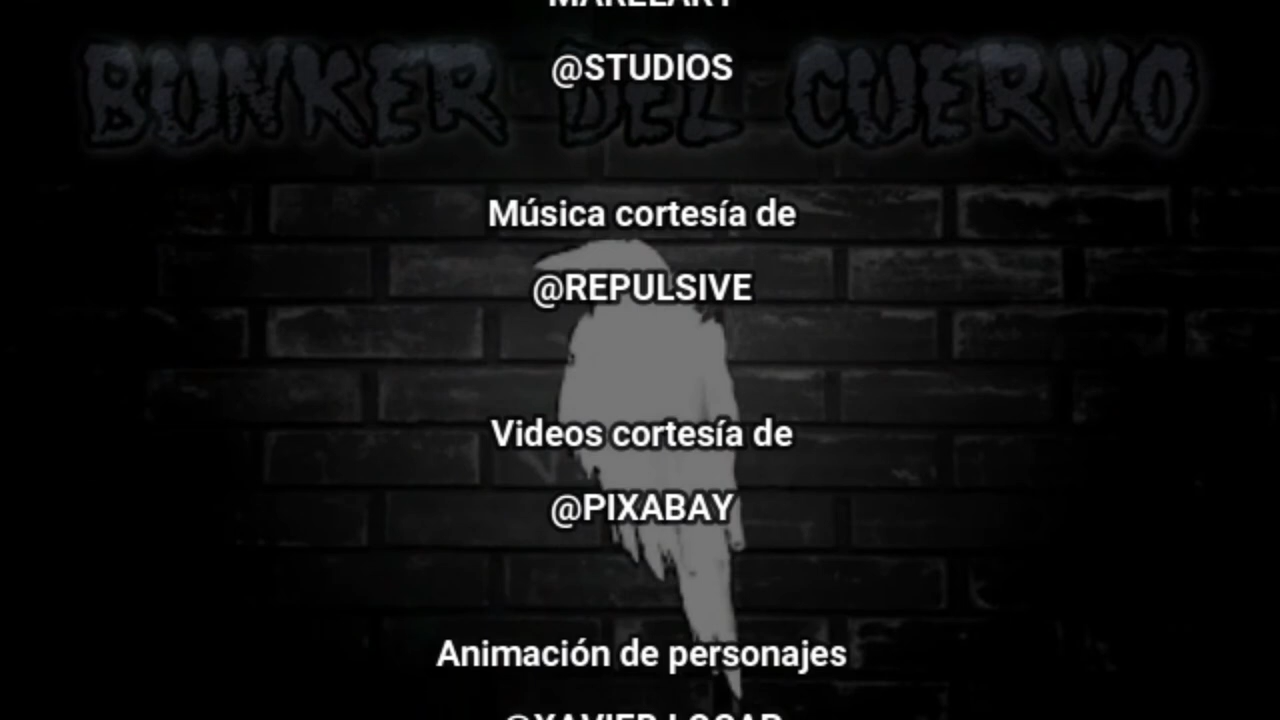 @STUDIOS
BUNKER DEL CUERVO
Música cortesía de
@REPULSIVE
Videos cortesía de
@PIXABAY
Animación de personajes